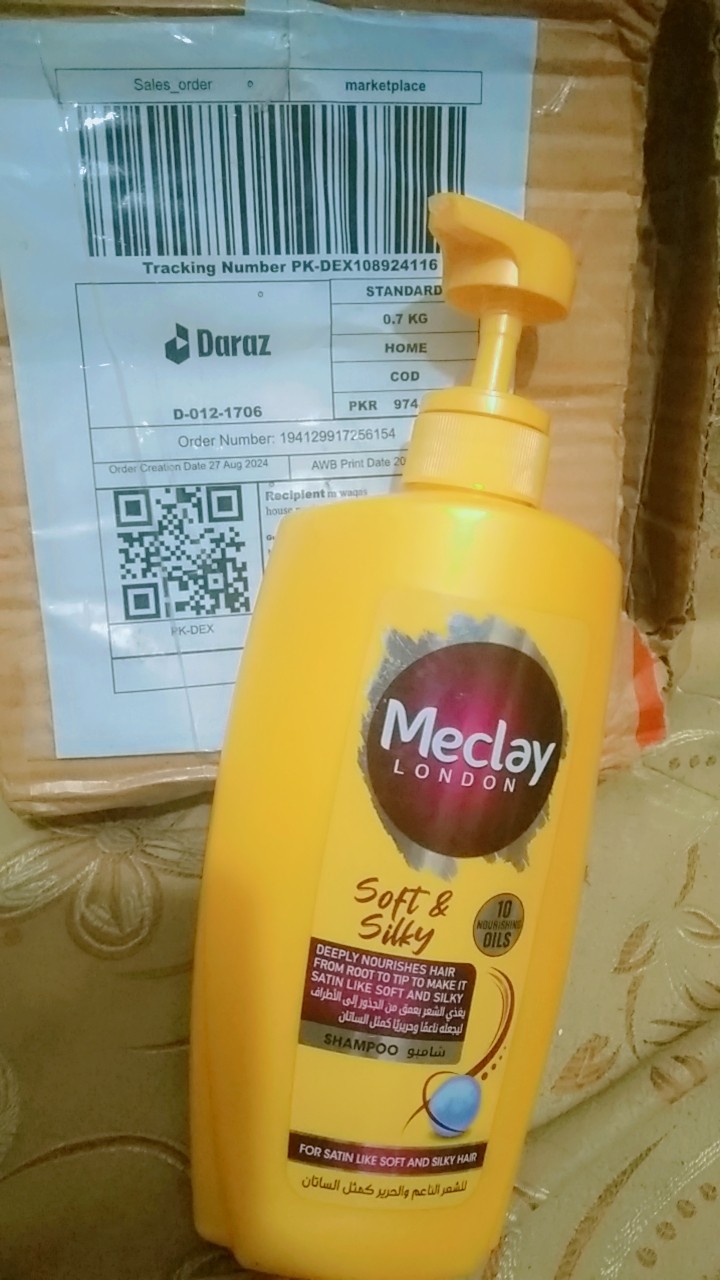 Sales_order
marketplace
Tracking Number PK-DEX108924116
STANDARD
0.7 KG
Daraz
HOME
COD
D-012-1706
PKR 974
Order Number: 194129917256154
Order Creation Date 27 Aug 2024
AWB Print Date 20
Recipient m waqas
house
PK-DEX
Meclay
LONDON
Soft &
Silky
10
NOURISHING
OILS
DEEPLY NOURISHES HAIR
FROM ROOT TO TIP TO MAKE IT
SATIN LIKE SOFT AND SILKY
يغذي الشعر بعمق من الجذور إلى الأطراف
ليجعله ناعمًا وحريريًا كمثل الساتان
SHAMPOO شامبو
FOR SATIN LIKE SOFT AND SILKY HAIR
للشعر الناعم والحرير كمثل الساتان